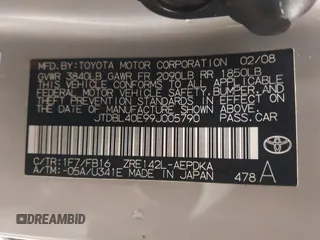 MFD. BY: TOYOTA MOTOR CORPORATION 02/08
GVWR 3840LB GAWR FR 2090LB RR 1850LB
THIS VEHICLE CONFORMS TO ALL APPLICABLE
FEDERAL MOTOR VEHICLE SAFETY, BUMPER, AND
THEFT PREVENTION STANDARDS IN EFFECT ON
THE DATE OF MANUFACTURE SHOWN ABOVE.
JTDBL40E99J005790 PASS.CAR
C/TR:1F7/FB16 ZRE142L-AEPDKA
A/TM:-05A/U341E MADE IN JAPAN 478 A
TOYOTA
DREAMBID